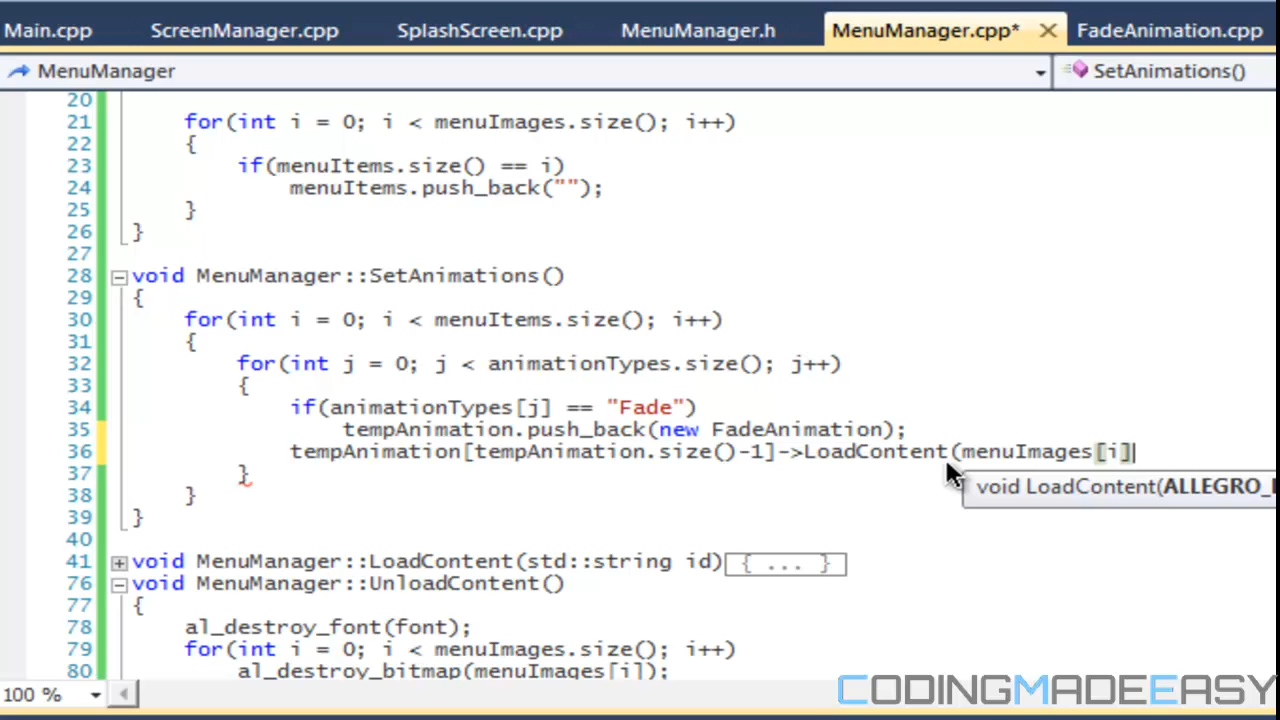 Main.cpp ScreenManager.cpp SplashScreen.cpp MenuManager.h MenuManager.cpp* FadeAnimation.cpp
MenuManager SetAnimations()
20
21 for(int i = 0; i < menuImages.size(); i++)
22 {
23 if(menuItems.size() == i)
24 menuItems.push_back("");
25 }
26 }
27
28 void MenuManager::SetAnimations()
29 {
30 for(int i = 0; i < menuItems.size(); i++)
31 {
32 for(int j = 0; j < animationTypes.size(); j++)
33 {
34 if(animationTypes[j] == "Fade")
35 tempAnimation.push_back(new FadeAnimation);
36 tempAnimation[tempAnimation.size()-1]->LoadContent(menuImages[i]
37 }
void LoadContent(ALLEGRO_
38 }
39 }
40
41 void MenuManager::LoadContent(std::string id){ ... }
76 void MenuManager::UnloadContent()
77 {
78 al_destroy_font(font);
79 for(int i = 0; i < menuImages.size(); i++)
80 al_destroy_bitmap(menuImages[i]);
100 %
CODINGMADEEASY